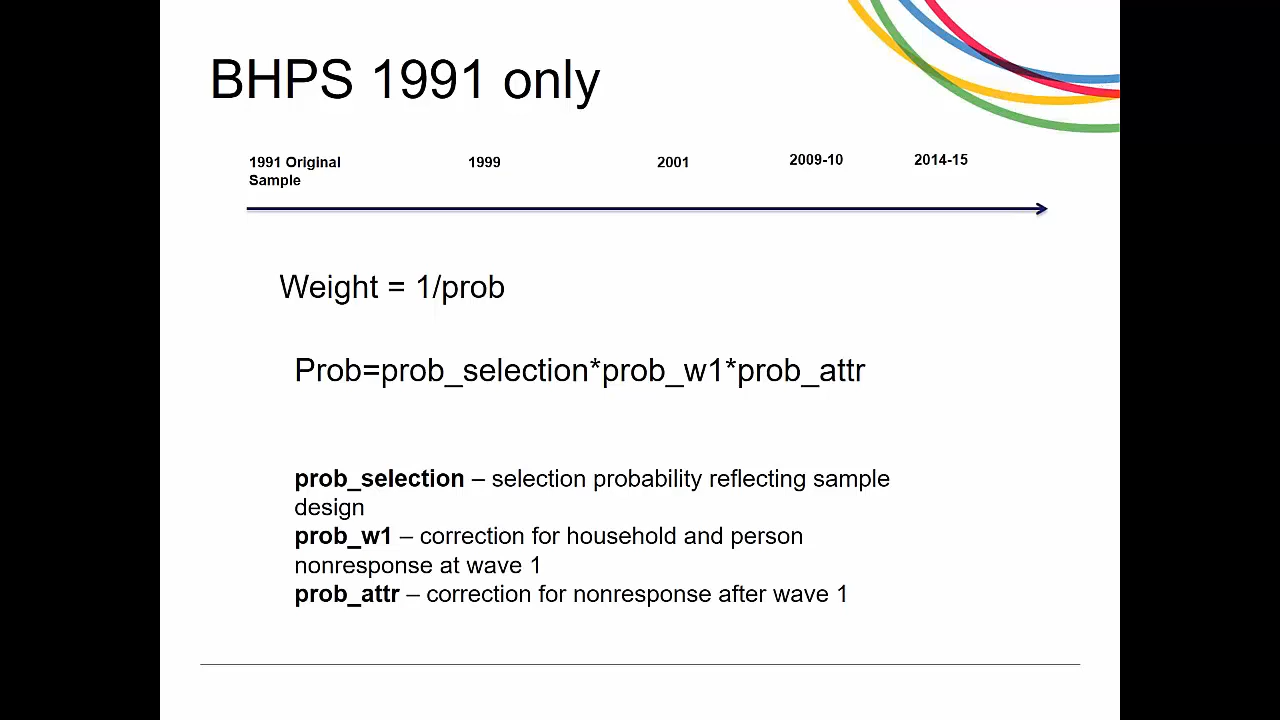 BHPS 1991 only
1991 Original
Sample
1999
2001
2009-10
2014-15
Weight = 1/prob
Prob=prob_selection*prob_w1*prob_attr
prob_selection – selection probability reflecting sample
design
prob_w1 – correction for household and person
nonresponse at wave 1
prob_attr – correction for nonresponse after wave 1